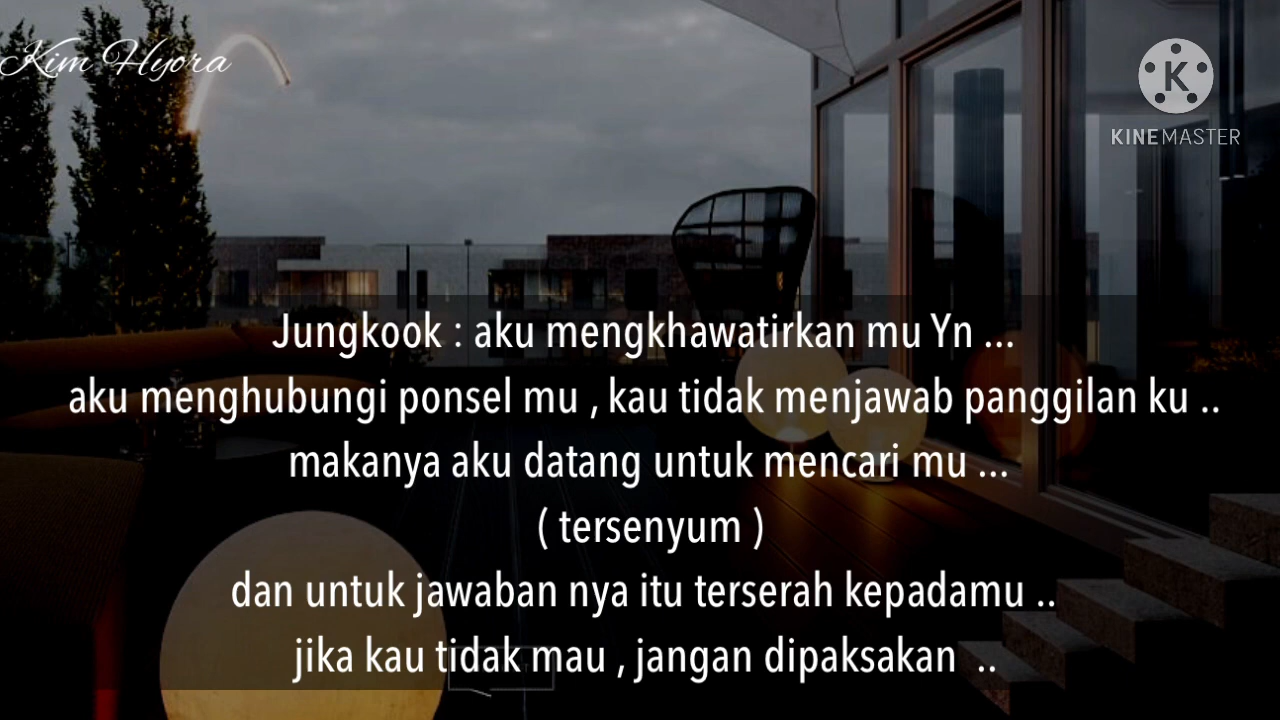 Kim Hyora
K
KINEMASTER
Jungkook : aku mengkhawatirkan mu Yn ...
aku menghubungi ponsel mu , kau tidak menjawab panggilan ku ..
makanya aku datang untuk mencari mu ...
( tersenyum )
dan untuk jawaban nya itu terserah kepadamu ..
jika kau tidak mau , jangan dipaksakan ..